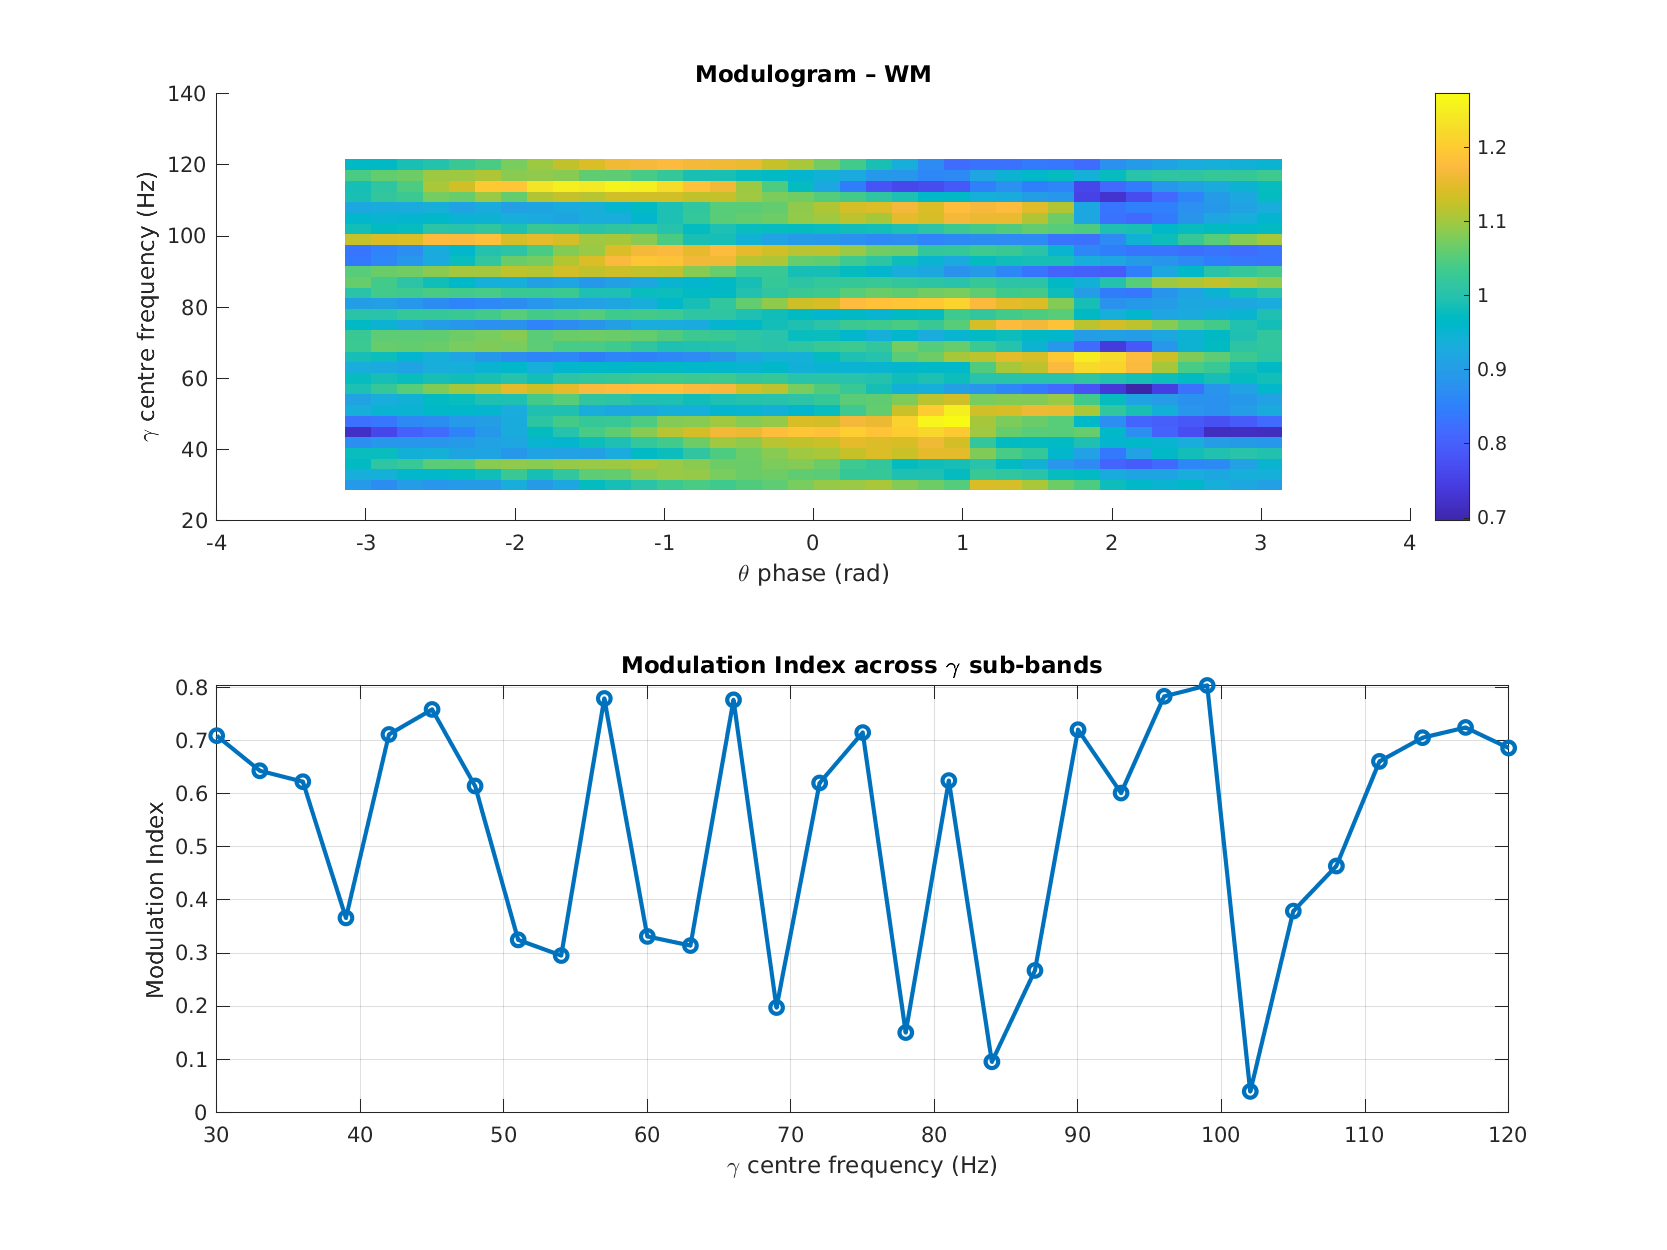 Modulogram – WM
140
120
100
80
60
40
20
γ centre frequency (Hz)
-4 -3 -2 -1 0 1 2 3 4
θ phase (rad)
1.2
1.1
1
0.9
0.8
0.7
Modulation Index across γ sub-bands
0.8
0.7
0.6
0.5
0.4
0.3
0.2
0.1
0
Modulation Index
30 40 50 60 70 80 90 100 110 120
γ centre frequency (Hz)